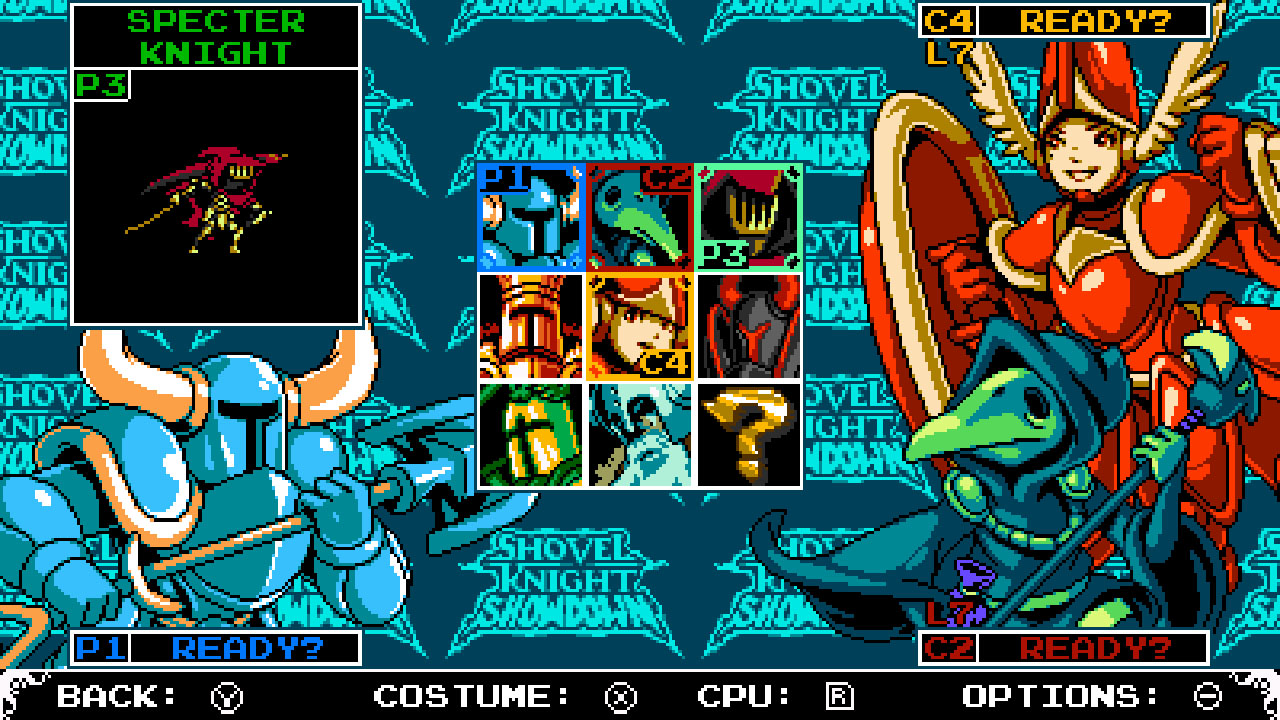 SPECTER
KNIGHT
P3
C4 READY?
L7
SHOVEL
KNIGHT
SHOWDOWN
P1
C2
P3
C4
L7
P1 READY?
C2 READY?
BACK: Y
COSTUME: X
CPU: R
OPTIONS: −